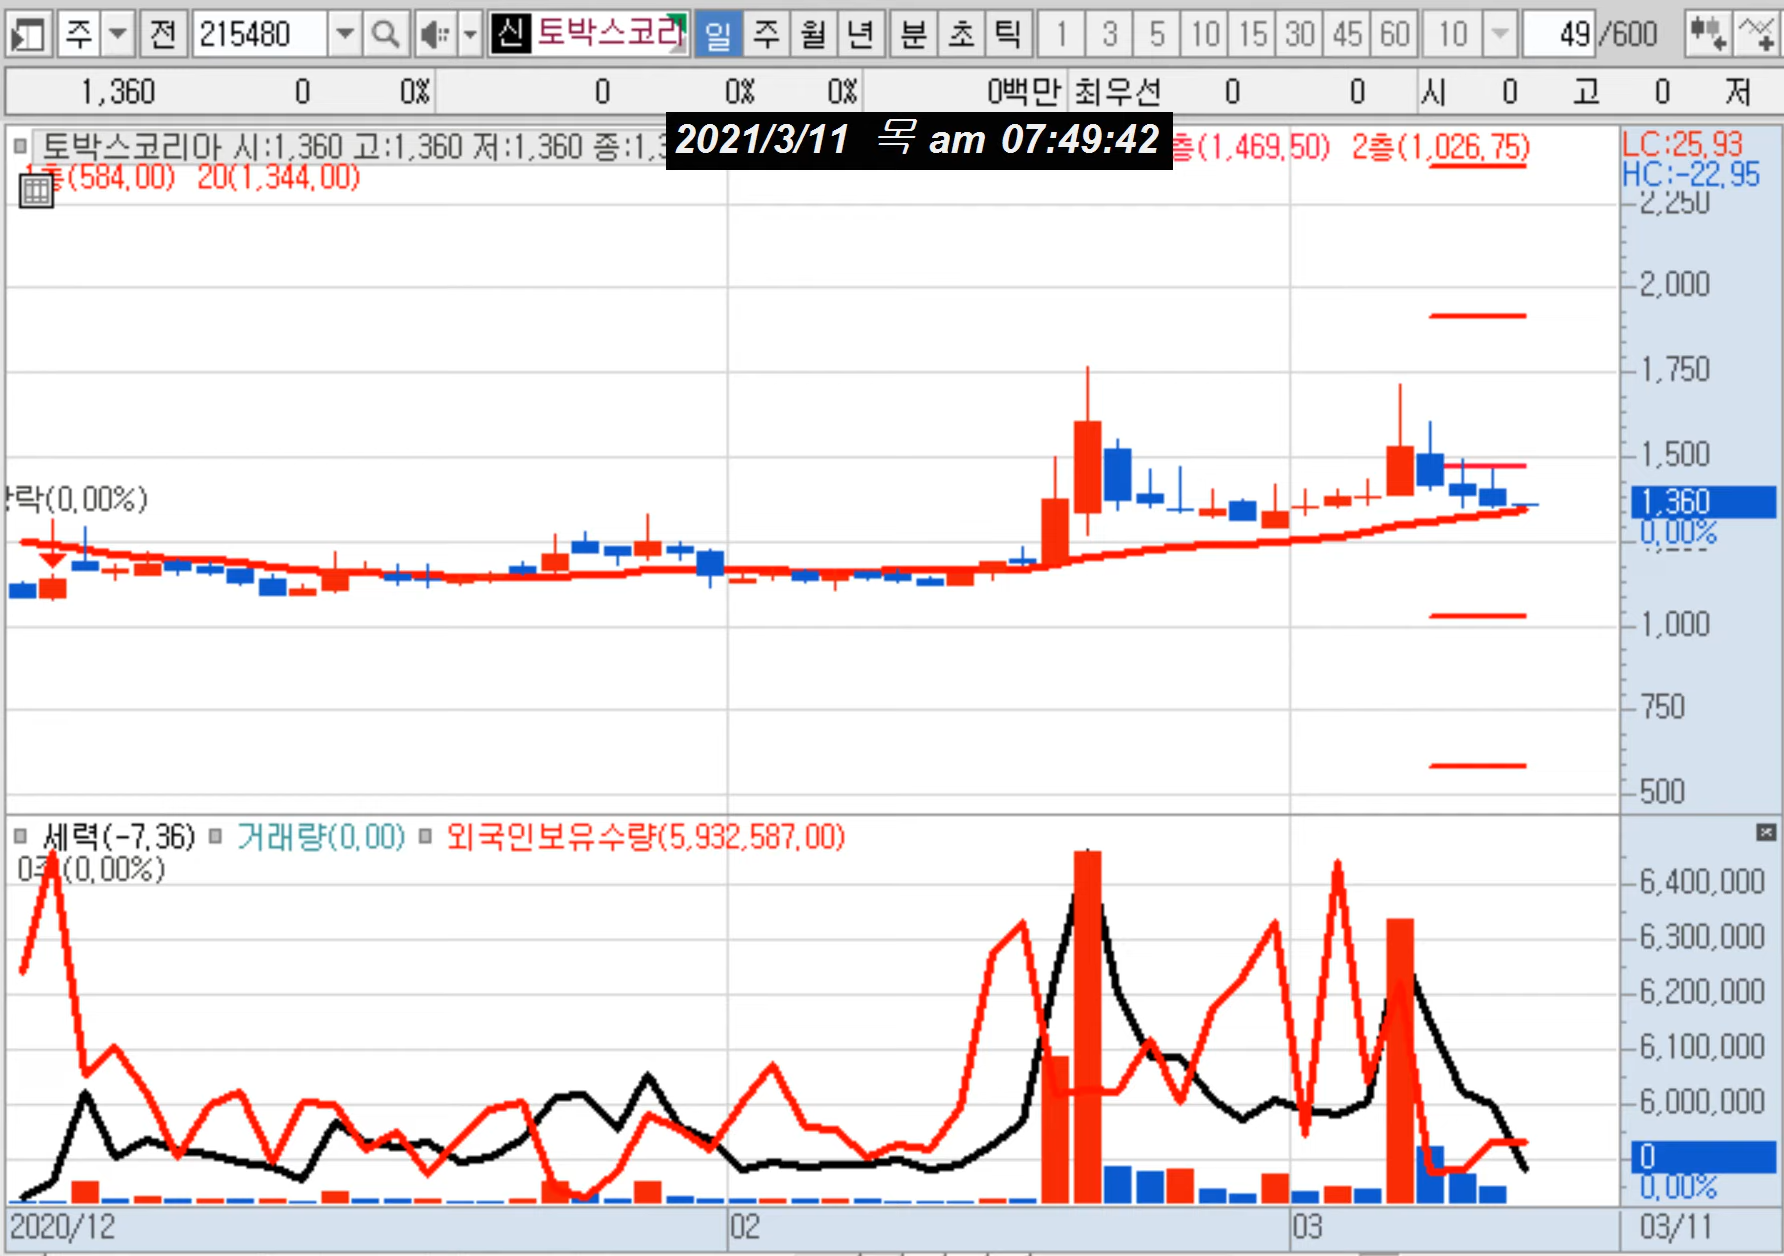 주 전 215480 신 토박스코리 일 주 월 년 분 초 틱 1 3 5 10 15 30 45 60 10 49 /600
1,360 0 0% 0 0% 0% 0백만 최우선 0 0 시 0 고 0 저
토박스코리아 시:1,360 고:1,360 저:1,360 종:1,3
2021/3/11 목 am 07:49:42
층(1,469,50) 2층(1,026,75)
LC:25,93
1층(584,00) 20(1,344,00)
HC:-22,95
2,250
2,000
1,750
1,500
락(0,00%)
1,360
0,00%
1,000
750
500
세력(-7,36) 거래량(0,00) 외국인보유수량(5,932,587,00)
0주(0,00%)
6,400,000
6,300,000
6,200,000
6,100,000
6,000,000
0
0,00%
2020/12 02 03 03/11